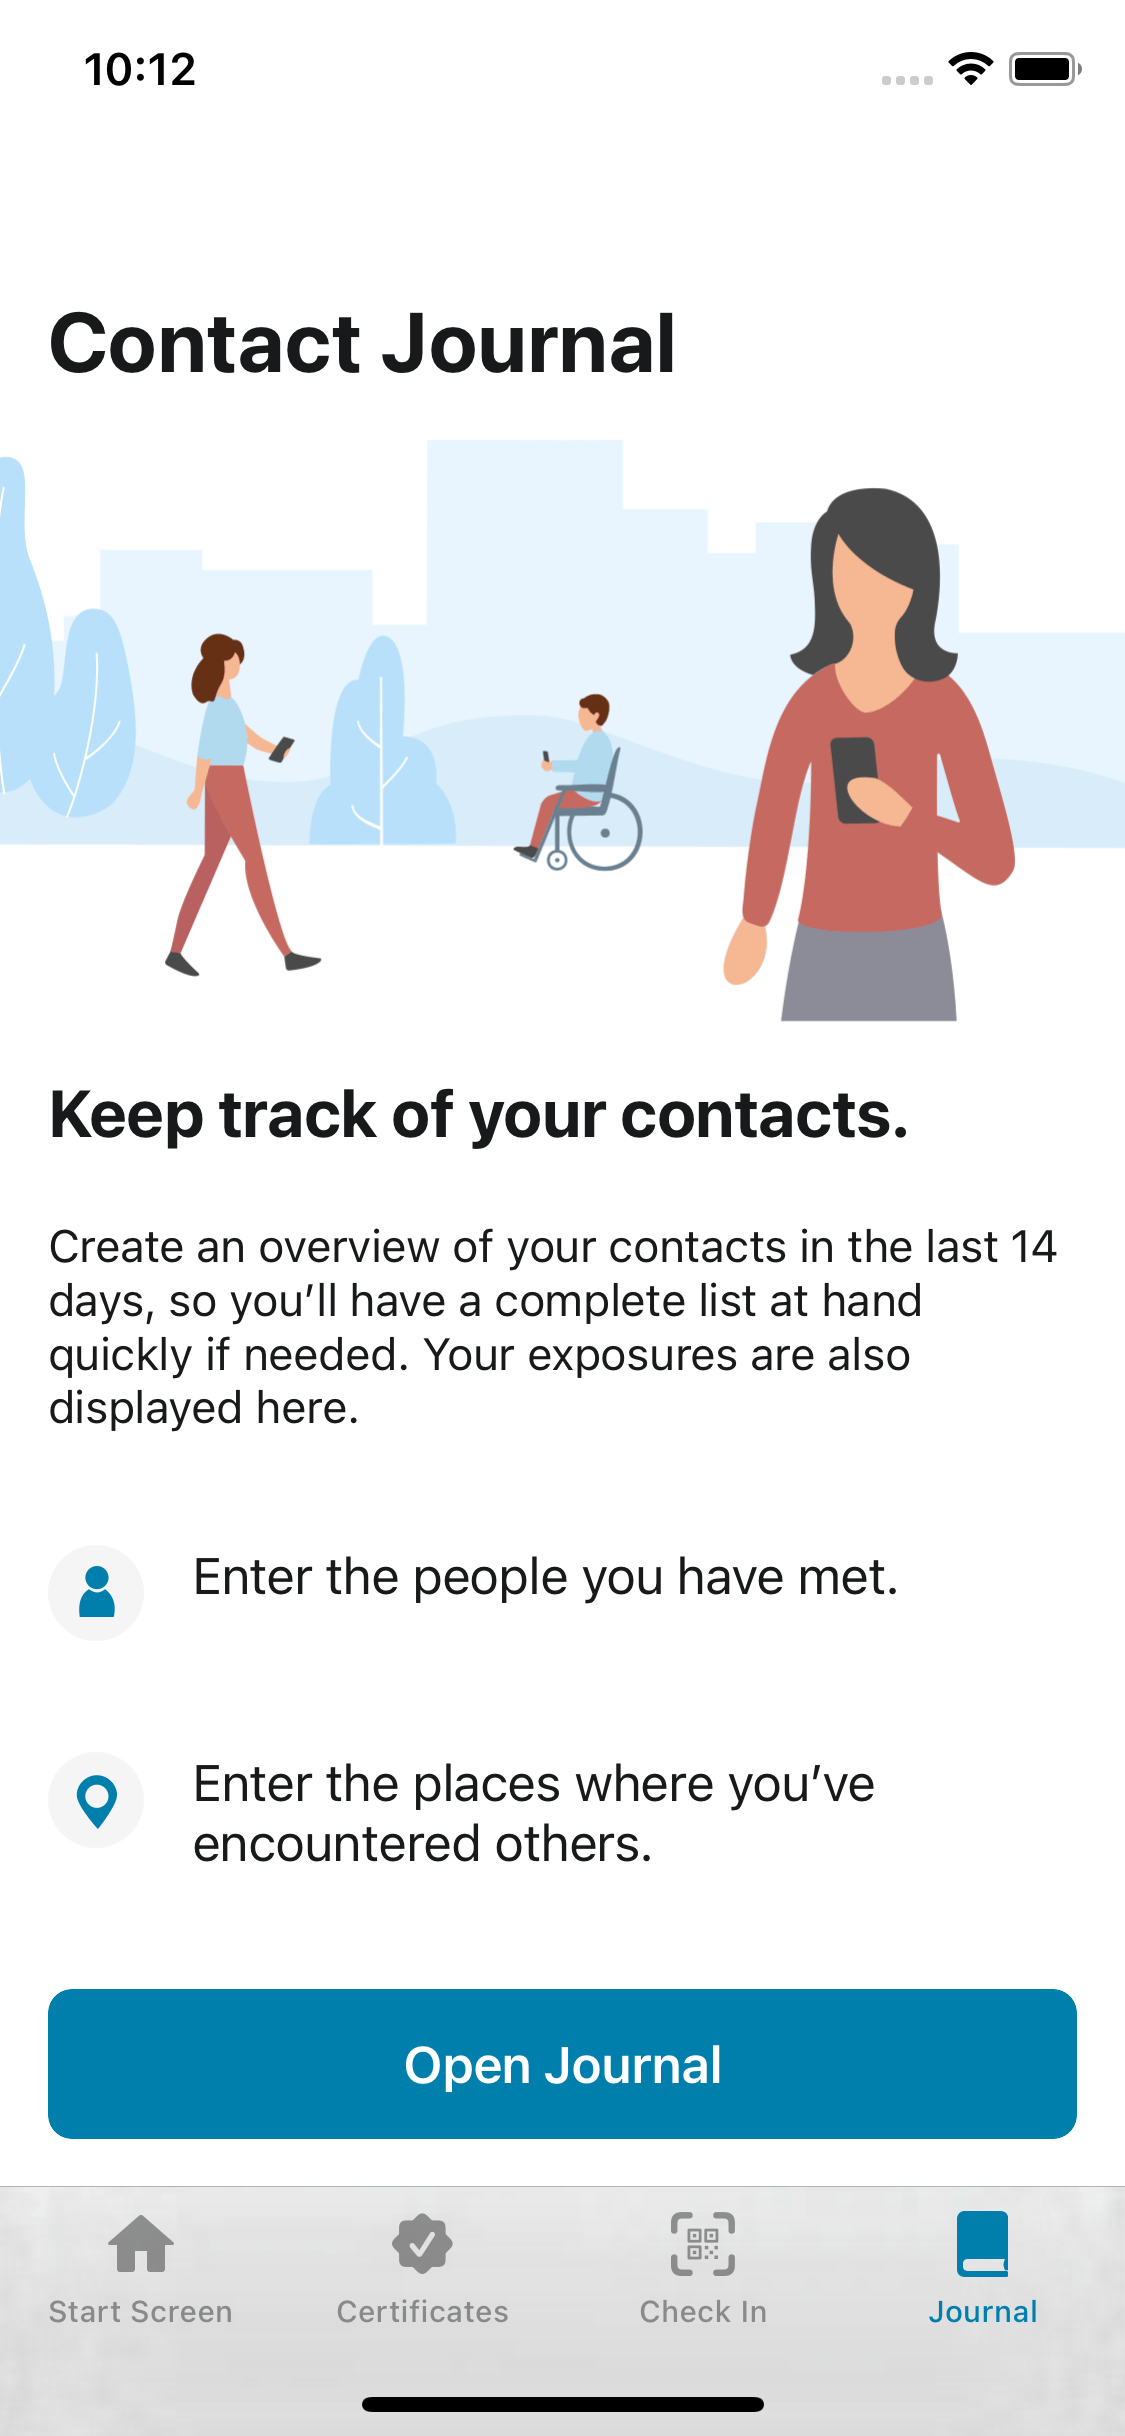 10:12
Contact Journal
Keep track of your contacts.
Create an overview of your contacts in the last 14
days, so you’ll have a complete list at hand
quickly if needed. Your exposures are also
displayed here.
Enter the people you have met.
Enter the places where you’ve
encountered others.
Open Journal
Start Screen
Certificates
Check In
Journal